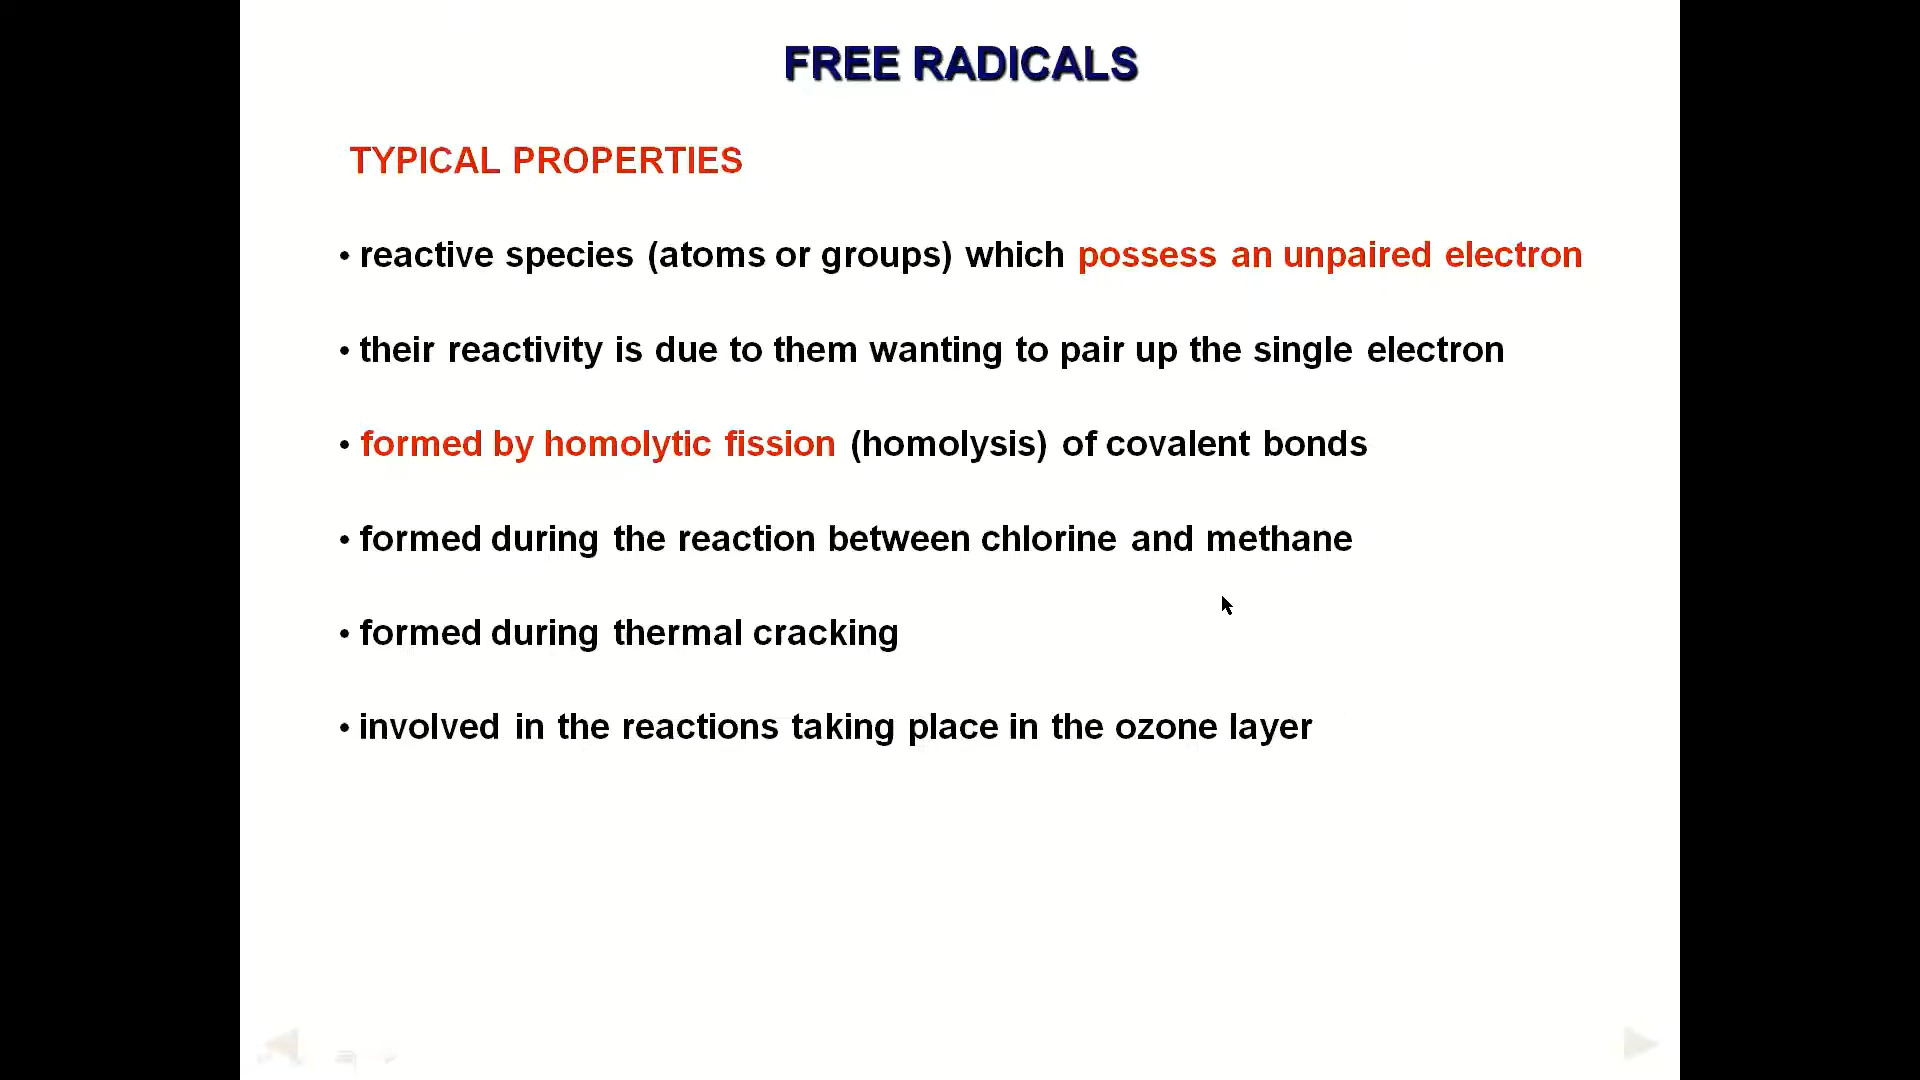 FREE RADICALS
TYPICAL PROPERTIES
• reactive species (atoms or groups) which possess an unpaired electron
• their reactivity is due to them wanting to pair up the single electron
• formed by homolytic fission (homolysis) of covalent bonds
• formed during the reaction between chlorine and methane
• formed during thermal cracking
• involved in the reactions taking place in the ozone layer